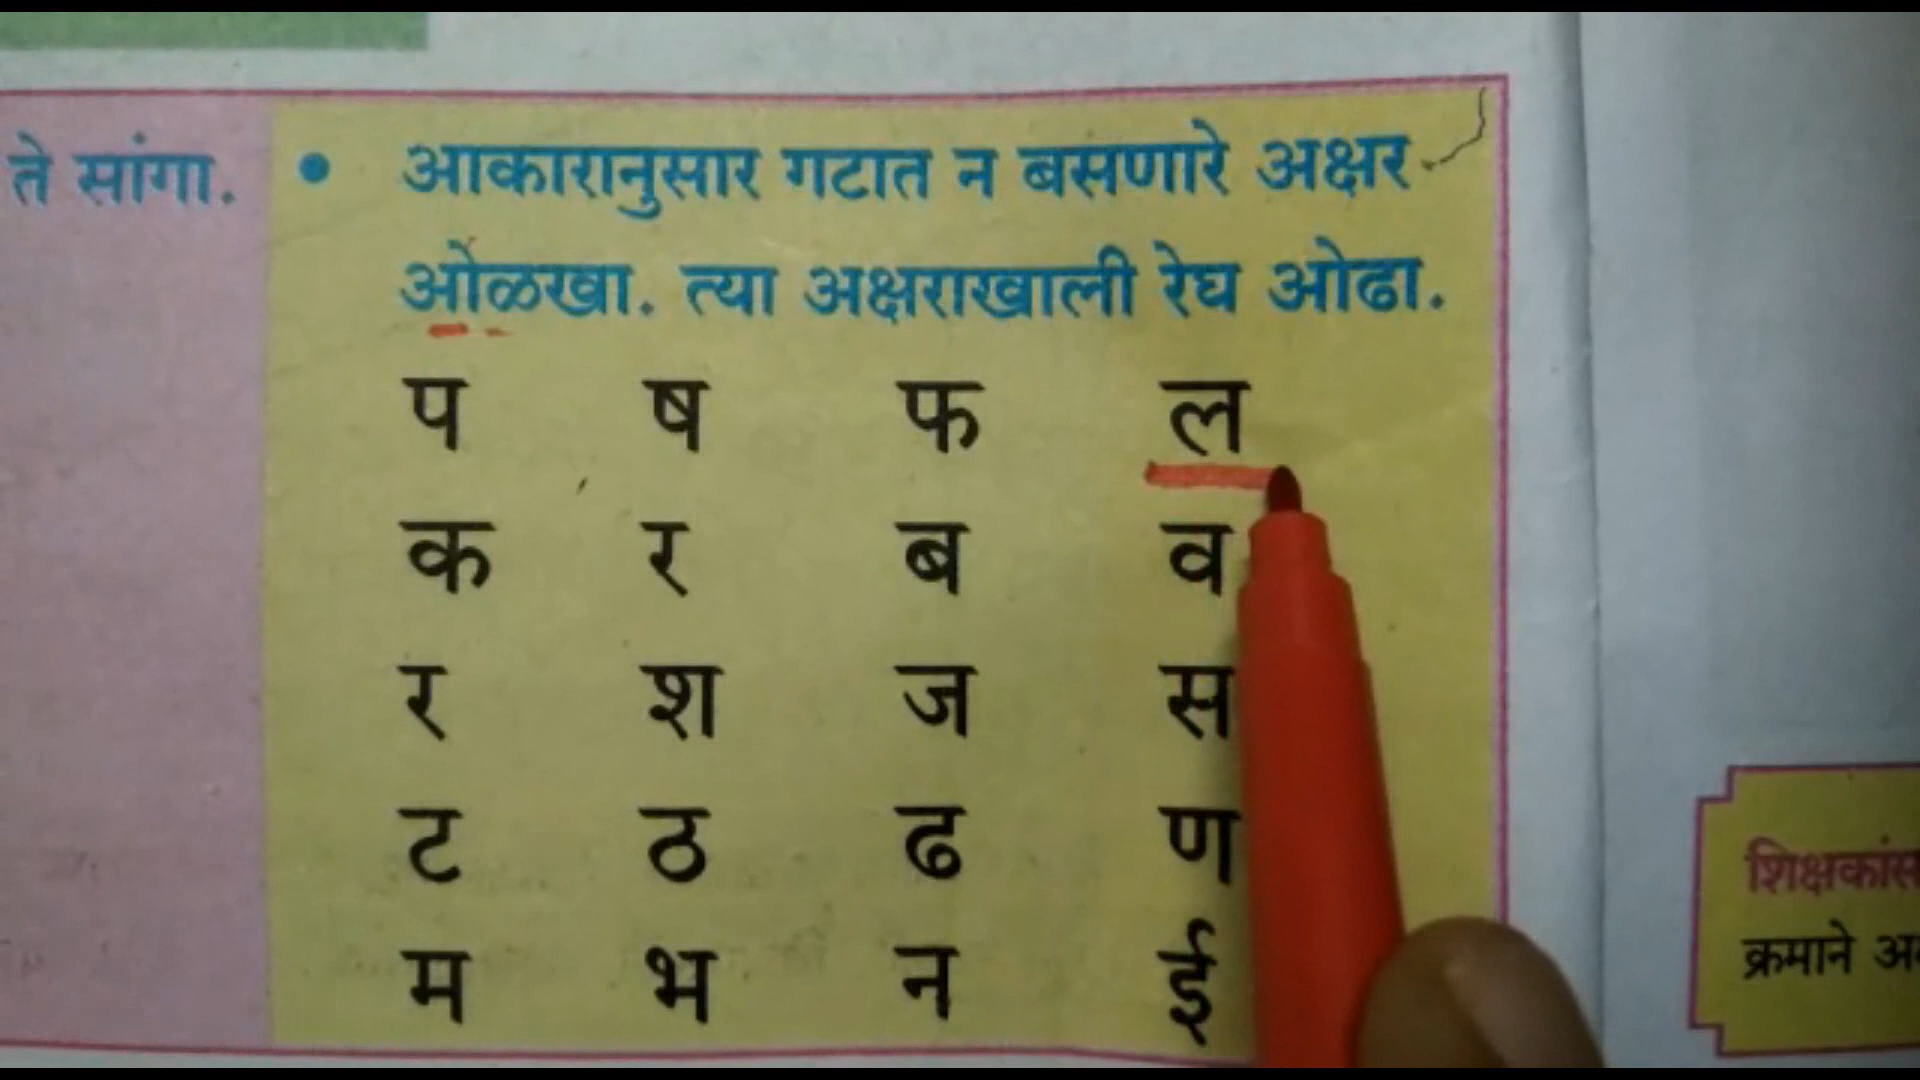 ते सांगा.
• आकारानुसार गटात न बसणारे अक्षर
ओळखा. त्या अक्षराखाली रेघ ओढा.
प ष फ ल
क र ब व
र श ज स
ट ठ ढ ण
म भ न ई
क्रमाने